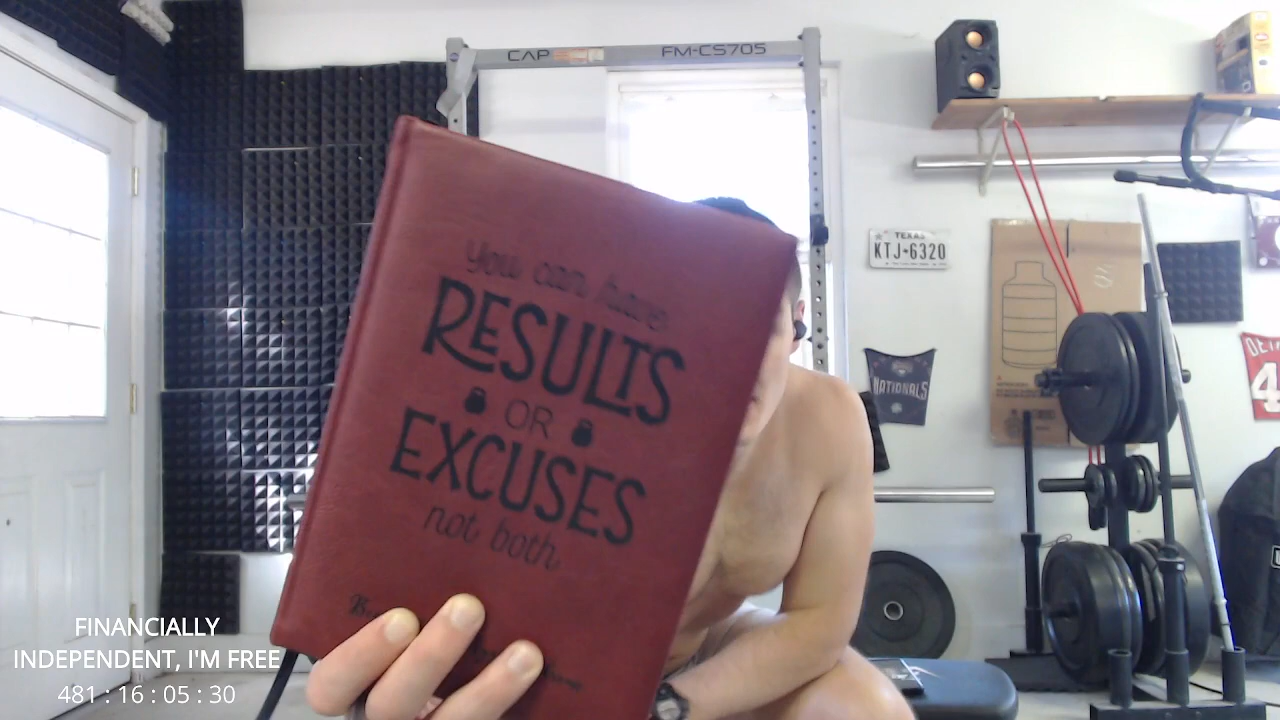 CAP
FM-CS705
TEXAS
KTJ★6320
NATIONALS
you can have
RESULTS
OR
EXCUSES
not both
FINANCIALLY
INDEPENDENT, I'M FREE
481 : 16 : 05 : 30